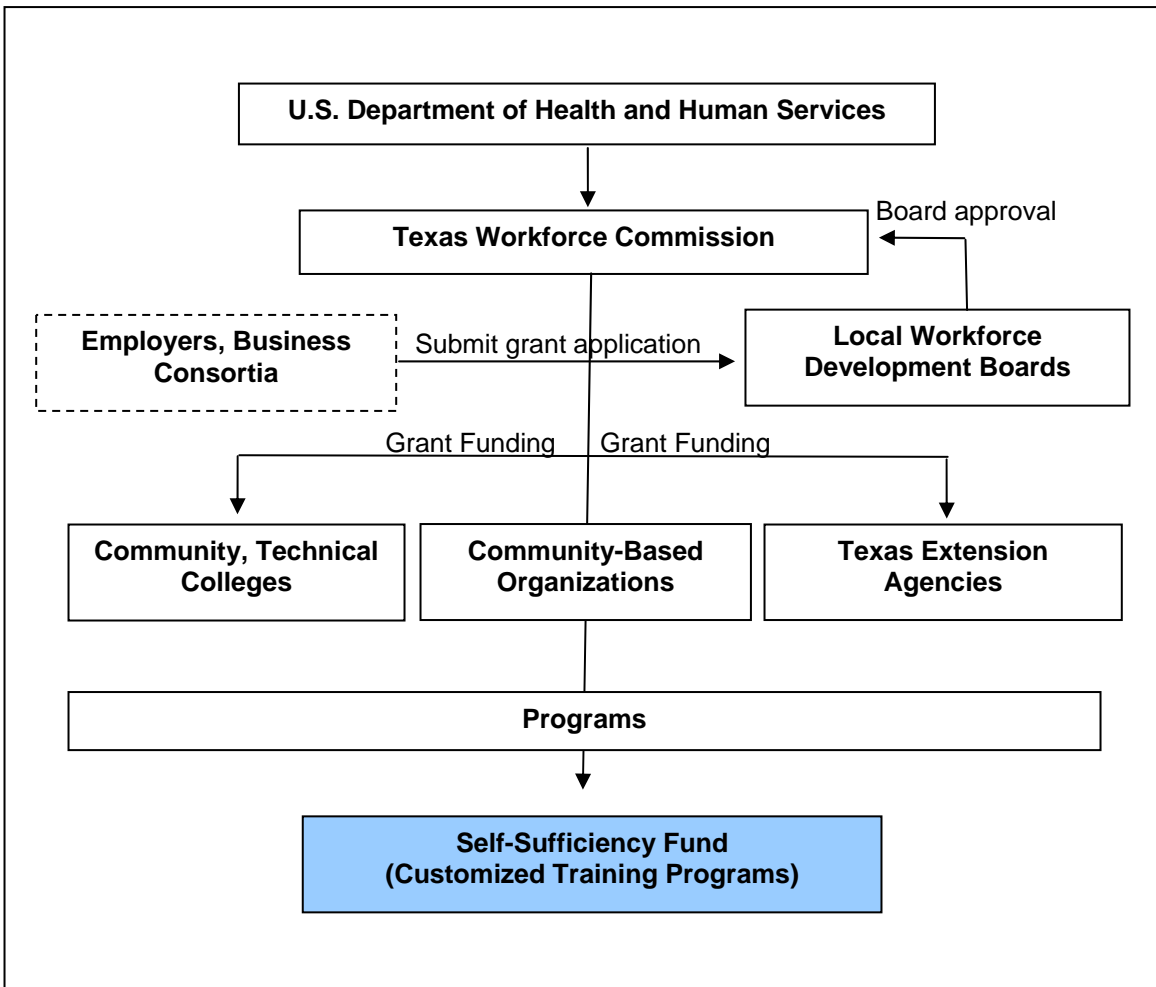 U.S. Department of Health and Human Services
Board approval
Texas Workforce Commission
Employers, Business
Consortia
Submit grant application
Local Workforce
Development Boards
Grant Funding
Grant Funding
Community, Technical
Colleges
Community-Based
Organizations
Texas Extension
Agencies
Programs
Self-Sufficiency Fund
(Customized Training Programs)